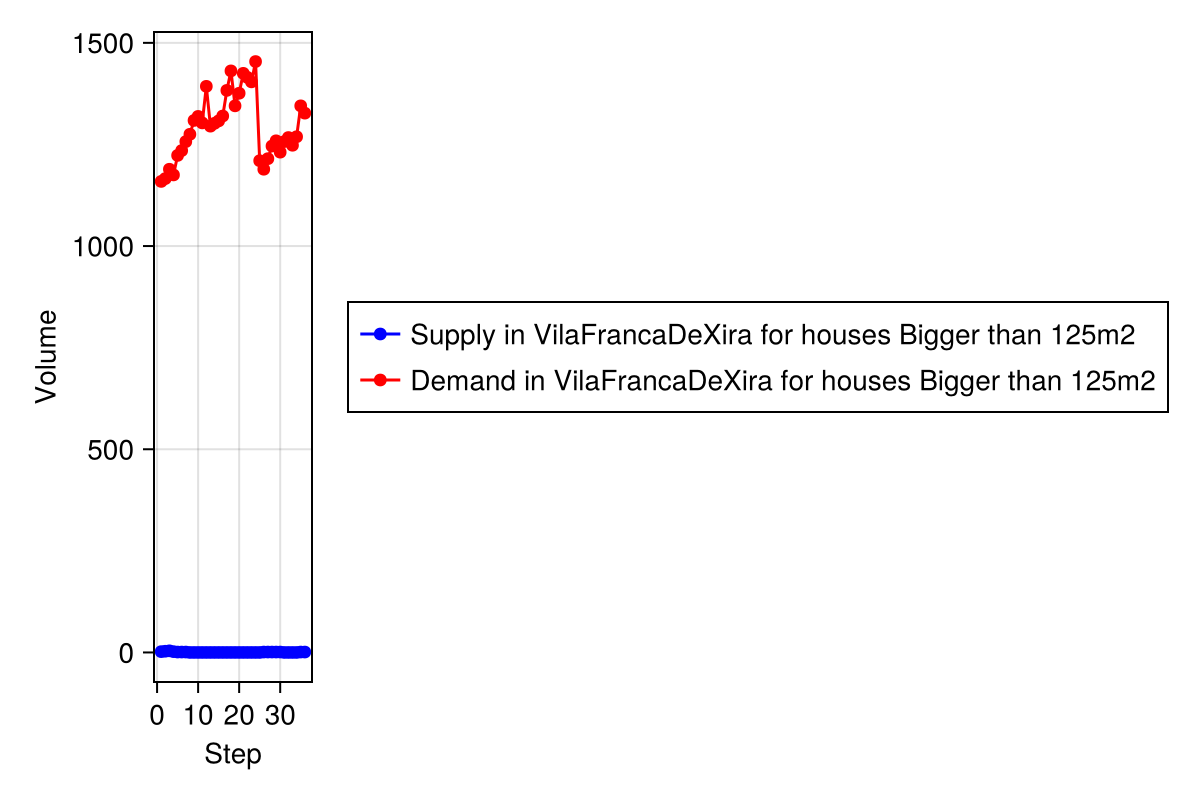 1500
1000
500
0
Volume
0 10 20 30
Step
Supply in VilaFrancaDeXira for houses Bigger than 125m2
Demand in VilaFrancaDeXira for houses Bigger than 125m2